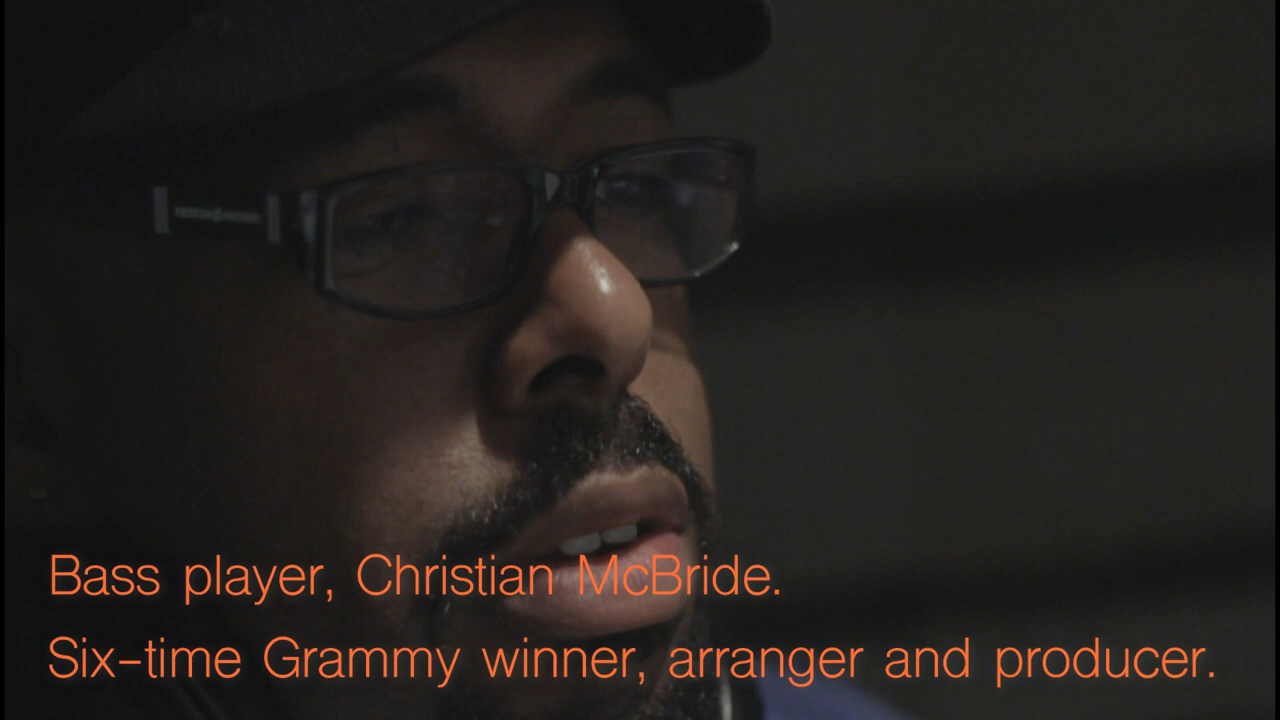 Bass player, Christian McBride.
Six-time Grammy winner, arranger and producer.